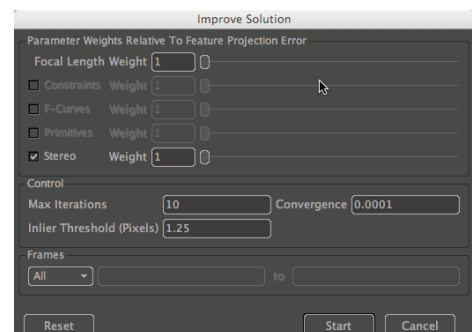 Improve Solution
Parameter Weights Relative To Feature Projection Error
Focal Length Weight 1
Constraints Weight 1
F-Curves Weight 1
Primitives Weight 1
Stereo Weight 1
Control
Max Iterations 10 Convergence 0.0001
Inlier Threshold (Pixels) 1.25
Frames
All to
Reset Start Cancel